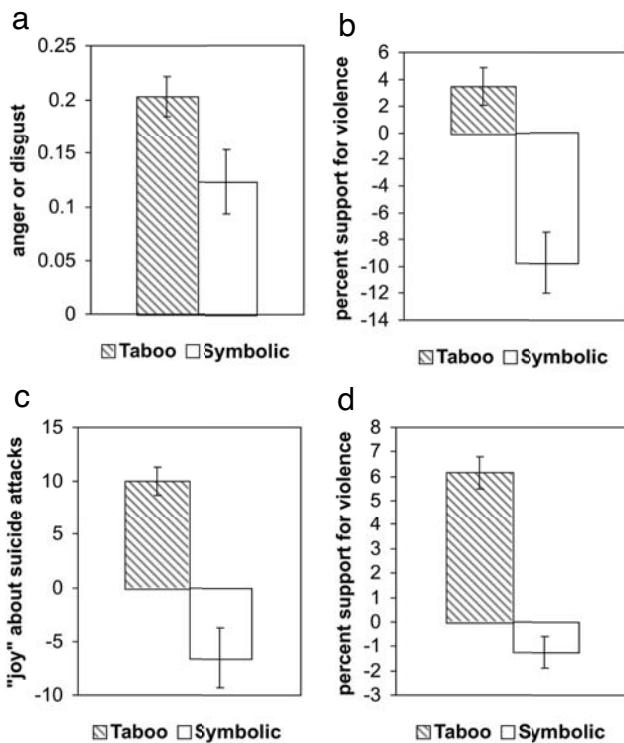 a
0.25
0.2
0.15
0.1
0.05
0
anger or disgust
Taboo Symbolic
b
6
4
2
0
-2
-4
-6
-8
-10
-12
-14
percent support for violence
Taboo Symbolic
c
15
10
5
0
-5
-10
"joy" about suicide attacks
Taboo Symbolic
d
8
7
6
5
4
3
2
1
0
-1
-2
-3
percent support for violence
Taboo Symbolic